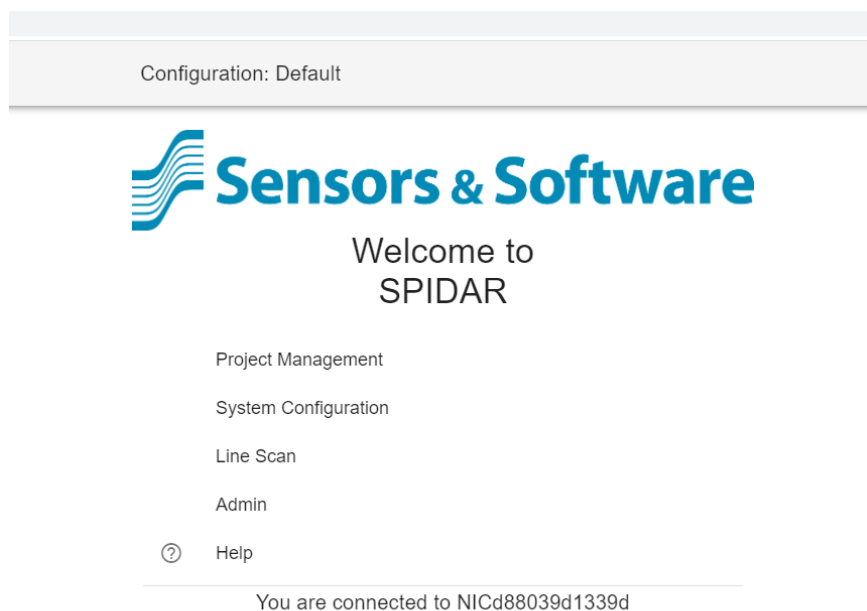 Configuration: Default
Sensors & Software
Welcome to
SPIDAR
Project Management
System Configuration
Line Scan
Admin
? Help
You are connected to NICd88039d1339d